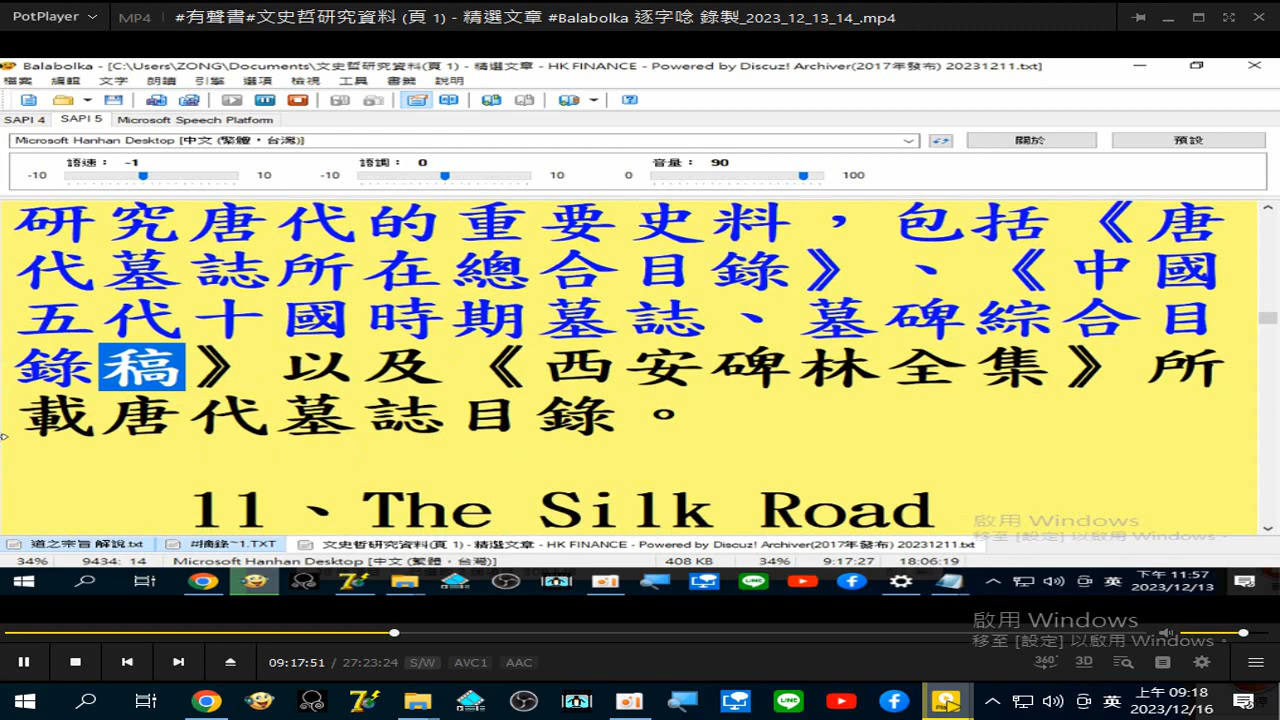 PotPlayer MP4 #有聲書#文史哲研究資料 (頁 1) - 精選文章 #Balabolka 逐字唸 錄製_2023_12_13_14_.mp4
Balabolka - [C:\Users\ZONG\Documents\文史哲研究資料(頁 1) - 精選文章 - HK FINANCE - Powered by Discuz! Archiver(2017年發布) 20231211.txt]
檔案 編輯 文字 朗讀 引擎 選項 檢視 工具 書籤 說明
SAPI 4 SAPI 5 Microsoft Speech Platform
Microsoft Hanhan Desktop [中文 (繁體，台灣)] 關於 預設
語速： -1 語調： 0 音量： 90
-10 10 -10 10 0 100
研究唐代的重要史料，包括《唐
代墓誌所在總合目錄》、《中國
五代十國時期墓誌、墓碑綜合目
錄稿》以及《西安碑林全集》所
載唐代墓誌目錄。
11、The Silk Road
啟用 Windows
移至 [設定] 以啟用 Windows。
道之宗旨 解說.txt #摘錄~1.TXT 文史哲研究資料(頁 1) - 精選文章 - HK FINANCE - Powered by Discuz! Archiver(2017年發布) 20231211.txt
34% 9434: 14 Microsoft Hanhan Desktop [中文 (繁體，台灣)] 408 KB 34% 9:17:27 18:06:19
英 下午 11:57
2023/12/13
啟用 Windows
移至 [設定] 以啟用 Windows。
09:17:51 / 27:23:24 S/W AVC1 AAC 360° 3D
英 上午 09:18
2023/12/16